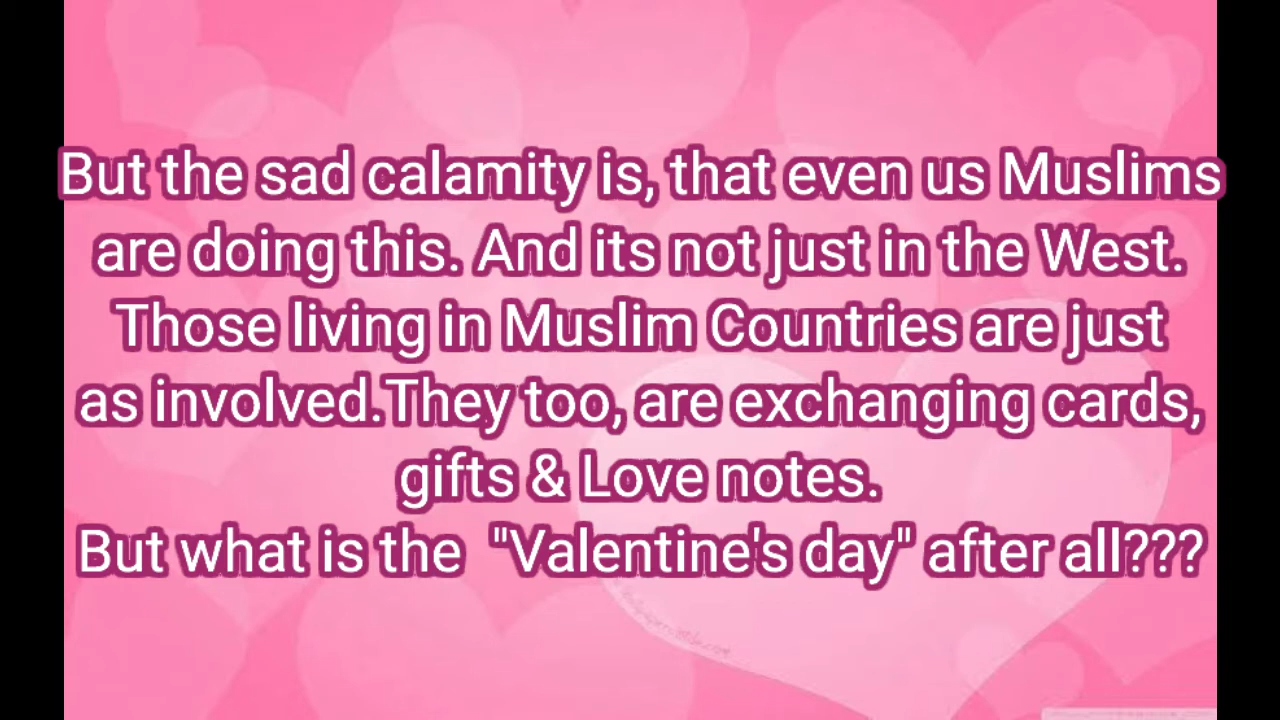 But the sad calamity is, that even us Muslims
are doing this. And its not just in the West.
Those living in Muslim Countries are just
as involved.They too, are exchanging cards,
gifts & Love notes.
But what is the  "Valentine's day" after all???